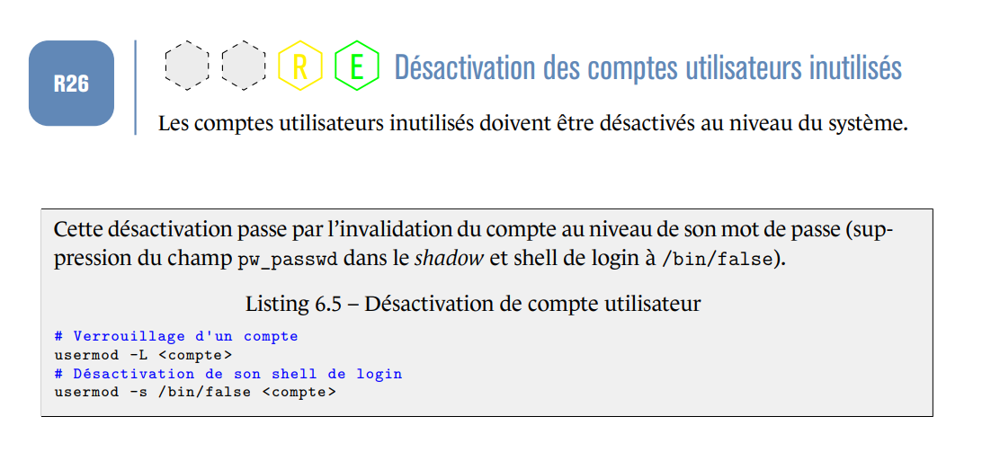 R26
R E Désactivation des comptes utilisateurs inutilisés
Les comptes utilisateurs inutilisés doivent être désactivés au niveau du système.
Cette désactivation passe par l'invalidation du compte au niveau de son mot de passe (sup-
pression du champ pw_passwd dans le shadow et shell de login à /bin/false).
Listing 6.5 – Désactivation de compte utilisateur
# Verrouillage d'un compte
usermod -L <compte>
# Désactivation de son shell de login
usermod -s /bin/false <compte>